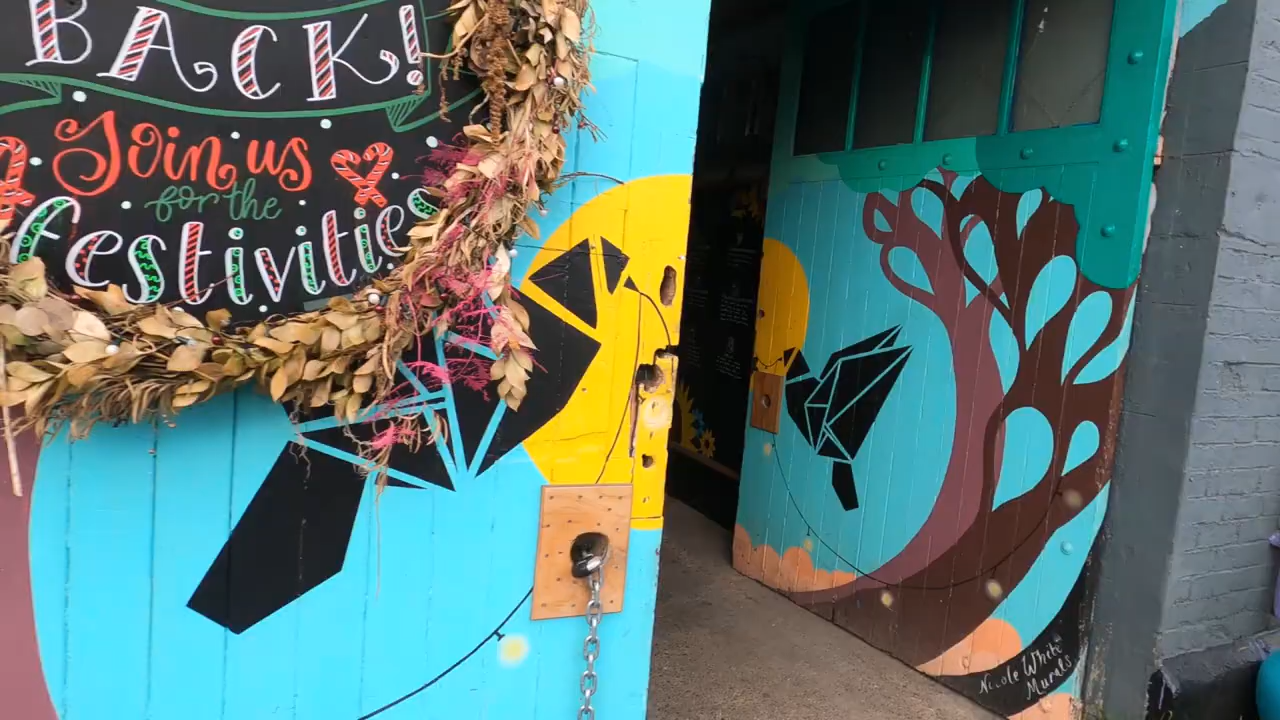 BACK!
Join us
for the
festivities
Nicole White
Murals